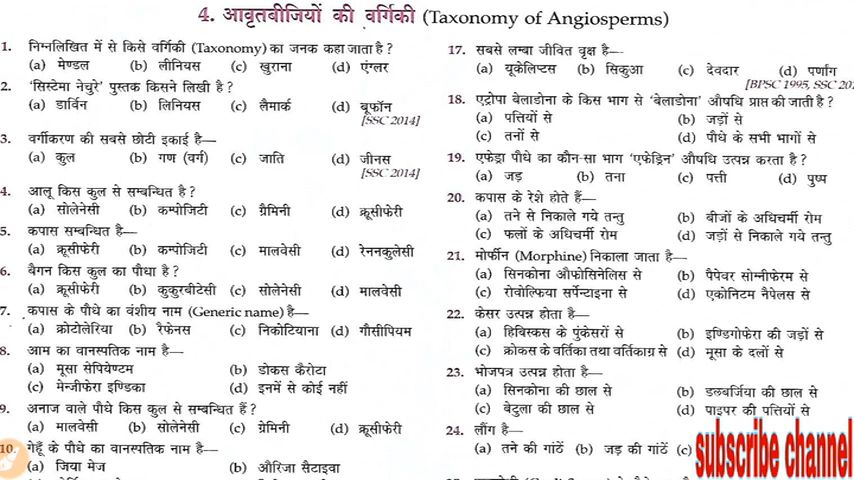 4. आवृतबीजियों की वर्गिकी (Taxonomy of Angiosperms)
1. निम्नलिखित में से किसे वर्गिकी (Taxonomy) का जनक कहा जाता है ?
(a) मेण्डल (b) लीनियस (c) खुराना (d) एंग्लर
2. 'सिस्टेमा नेचुरे' पुस्तक किसने लिखी है ?
(a) डार्विन (b) लिनियस (c) लैमार्क (d) बूफॉन
[SSC 2014]
3. वर्गीकरण की सबसे छोटी इकाई है—
(a) कुल (b) गण (वर्ग) (c) जाति (d) जीनस
[SSC 2014]
4. आलू किस कुल से सम्बन्धित है ?
(a) सोलेनेसी (b) कम्पोजिटी (c) ग्रैमिनी (d) क्रूसीफेरी
5. कपास सम्बन्धित है—
(a) क्रूसीफेरी (b) कम्पोजिटी (c) मालवेसी (d) रेननकुलेसी
6. बैगन किस कुल का पौधा है ?
(a) क्रूसीफेरी (b) कुकुरबीटेसी (c) सोलेनी (d) मालवेसी
7. कपास के पौधे का वंशीय नाम (Generic name) है—
(a) क्रोटोलेरिया (b) रैफेनस (c) निकोटियाना (d) गौसीपियम
8. आम का वानस्पतिक नाम है—
(a) मूसा सेपियेण्टम (b) डोकस कैरोटा
(c) मेन्जीफेरा इण्डिका (d) इनमें से कोई नहीं
9. अनाज वाले पौधे किस कुल से सम्बन्धित हैं ?
(a) मालवेसी (b) सोलेनेसी (c) ग्रेमिनी (d) क्रूसीफेरी
10. गेहूँ के पौधे का वानस्पतिक नाम है—
(a) जिया मेज (b) औरिजा सैटाइवा
17. सबसे लम्बा जीवित वृक्ष है—
(a) यूकेलिप्टस (b) सिकुआ (c) देवदार (d) पर्णांग
[BPSC 1995, SSC 201
18. एट्रोपा बेलाडोना के किस भाग से 'बेलाडोना' औषधि प्राप्त की जाती है ?
(a) पत्तियों से (b) जड़ों से
(c) तनों से (d) पौधे के सभी भागों से
19. एफेड्रा पौधे का कौन-सा भाग 'एफेड्रिन' औषधि उत्पन्न करता है ?
(a) जड़ (b) तना (c) पत्ती (d) पुष्प
20. कपास के रेशे होते हैं—
(a) तने से निकाले गये तन्तु (b) बीजों के अधिचर्मी रोम
(c) फलों के अधिचर्मी रोम (d) जड़ों से निकाले गये तन्तु
21. मोर्फीन (Morphine) निकाला जाता है—
(a) सिनकोना ऑफोसिनेलिस से (b) पैपेवर सोम्नीफेरम से
(c) रोवोल्फिया सर्पेन्टाइना से (d) एकोनिटम नैपेलस से
22. केसर उत्पन्न होता है—
(a) हिबिस्कस के पुंकेसरों से (b) इण्डिगोफेरा की जड़ों से
(c) क्रोकस के वर्तिका तथा वर्तिकाग्र से (d) मूसा के दलों से
23. भोजपत्र उत्पन्न होता है—
(a) सिनकोना की छाल से (b) डलबर्जिया की छाल से
(c) बेटुला की छाल से (d) पाइपर की पत्तियों से
24. लौंग है—
(a) तने की गांठें (b) जड़ की गांठें (c)
subscribe channel